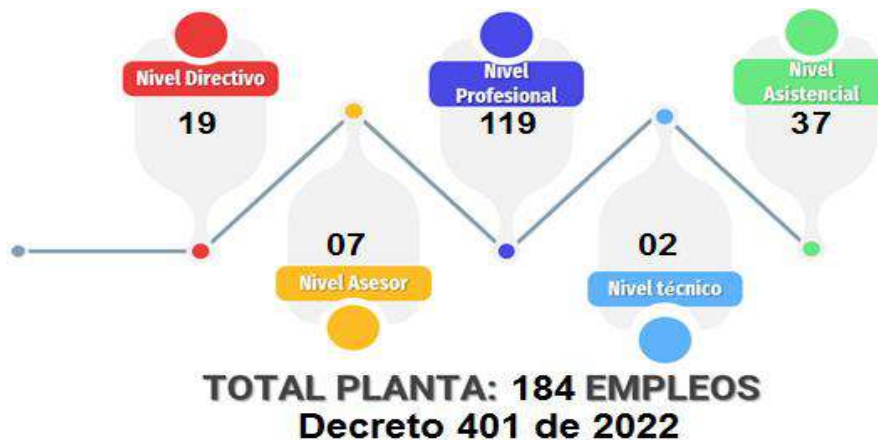 Nivel Directivo
19
07
Nivel Asesor
Nivel
Profesional
119
02
Nivel técnico
Nivel
Asistencial
37
TOTAL PLANTA: 184 EMPLEOS
Decreto 401 de 2022